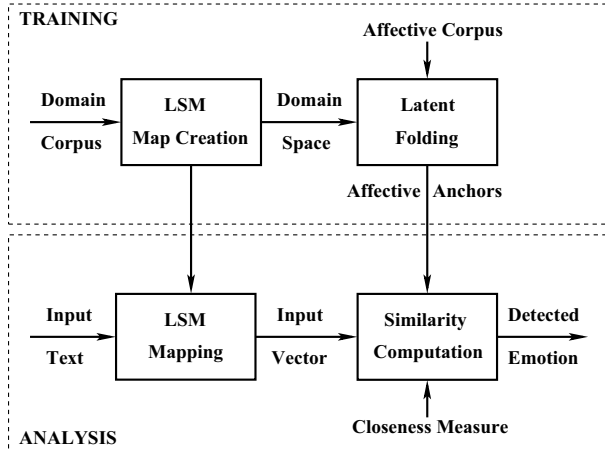 TRAINING
Affective Corpus
Domain
Corpus
LSM
Map Creation
Domain
Space
Latent
Folding
Affective Anchors
Input
Text
LSM
Mapping
Input
Vector
Similarity
Computation
Detected
Emotion
Closeness Measure
ANALYSIS